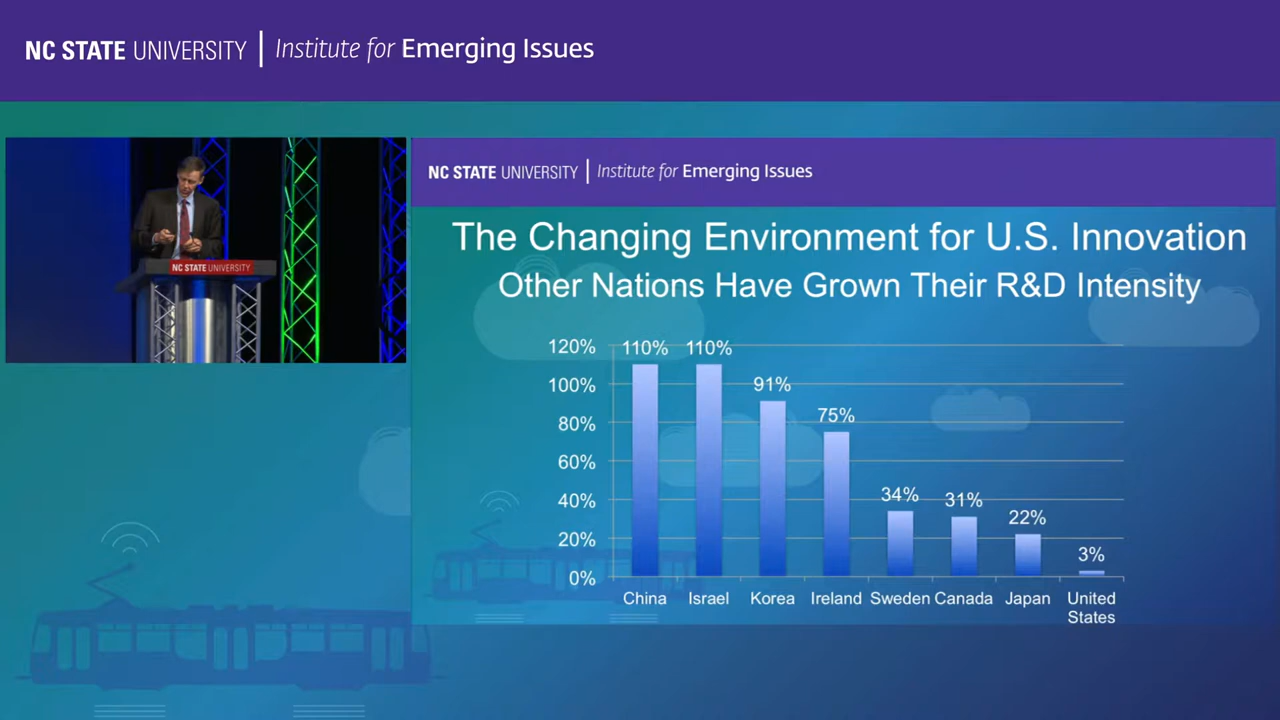 NC STATE UNIVERSITY | Institute for Emerging Issues
NC STATE UNIVERSITY
NC STATE UNIVERSITY | Institute for Emerging Issues
The Changing Environment for U.S. Innovation
Other Nations Have Grown Their R&D Intensity
120%
100%
80%
60%
40%
20%
0%
110%
110%
91%
75%
34%
31%
22%
3%
China
Israel
Korea
Ireland
Sweden
Canada
Japan
United
States